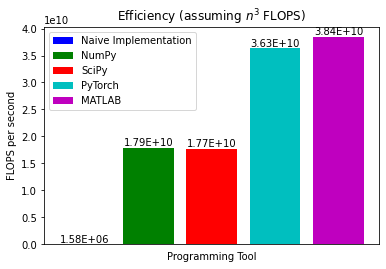 Efficiency (assuming n³ FLOPS)
1e10
Naive Implementation
NumPy
SciPy
PyTorch
MATLAB
4.0
3.5
3.0
2.5
2.0
1.5
1.0
0.5
0.0
FLOPS per second
1.58E+06
1.79E+10
1.77E+10
3.63E+10
3.84E+10
Programming Tool